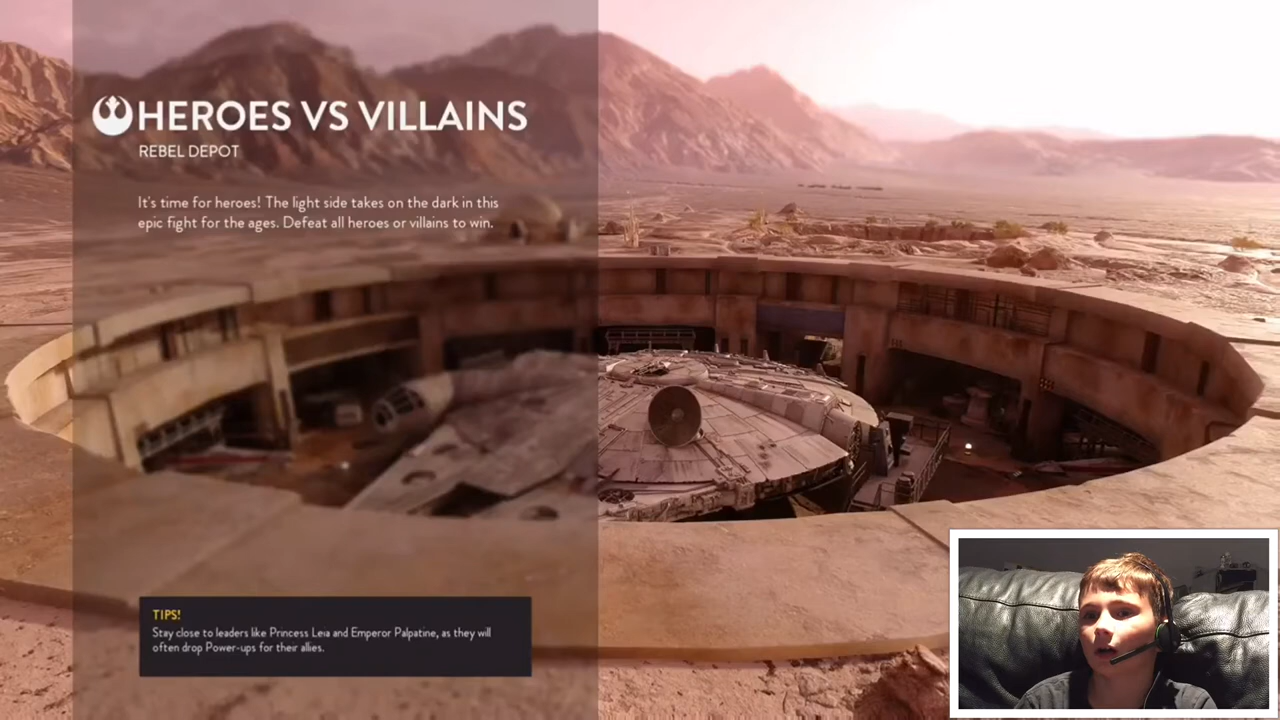 HEROES VS VILLAINS
REBEL DEPOT
It's time for heroes! The light side takes on the dark in this
epic fight for the ages. Defeat all heroes or villains to win.
TIPS!
Stay close to leaders like Princess Leia and Emperor Palpatine, as they will
often drop Power-ups for their allies.